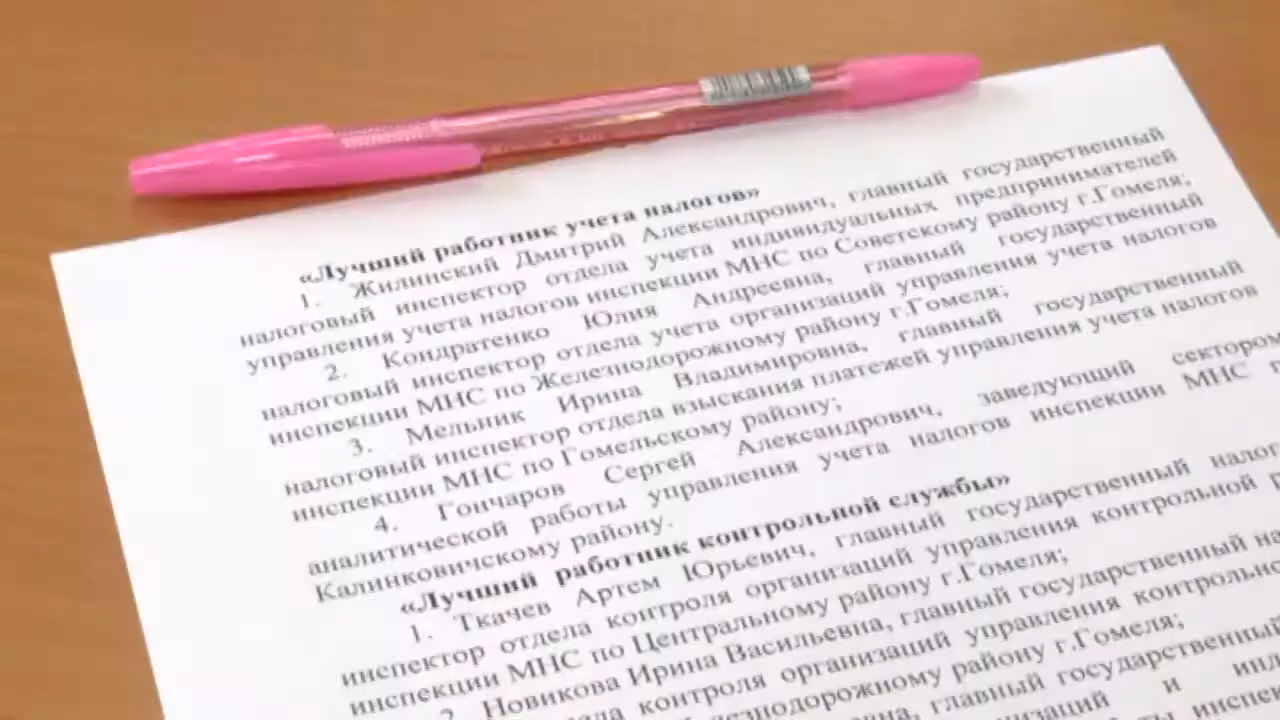 «Лучший работник учета налогов»
1. Жилинский Дмитрий Александрович, главный государственный
налоговый инспектор отдела учета индивидуальных предпринимателей
управления учета налогов инспекции МНС по Советскому району г.Гомеля;
2. Кондратенко Юлия Андреевна, главный государственный
налоговый инспектор отдела учета организаций управления учета налогов
инспекции МНС по Железнодорожному району г.Гомеля;
3. Мельник Ирина Владимировна, главный государственный
налоговый инспектор отдела взыскания платежей управления учета налогов
инспекции МНС по Гомельскому району;
4. Гончаров Сергей Александрович, заведующий сектором
аналитической работы управления учета налогов инспекции МНС
Калинковичскому району.
«Лучший работник контрольной службы»
1. Ткачев Артем Юрьевич, главный государственный
инспектор отдела контроля организаций управления контрольной
инспекции МНС по Центральному району г.Гомеля;
2. Новикова Ирина Васильевна, главный государственный
контроля организаций управления
району г.Гомеля;
главный государственный
и